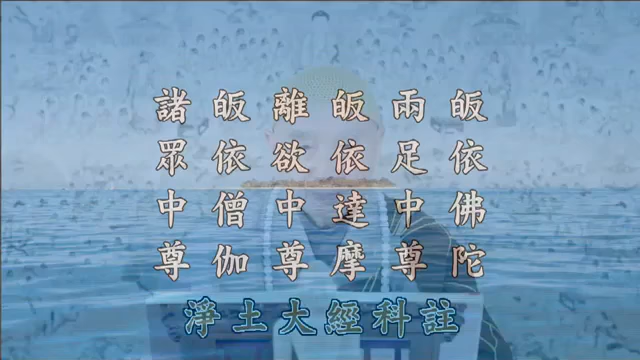 皈依佛陀
兩足中尊
皈依達摩
離欲中尊
皈依僧伽
諸眾中尊
淨土大經科註